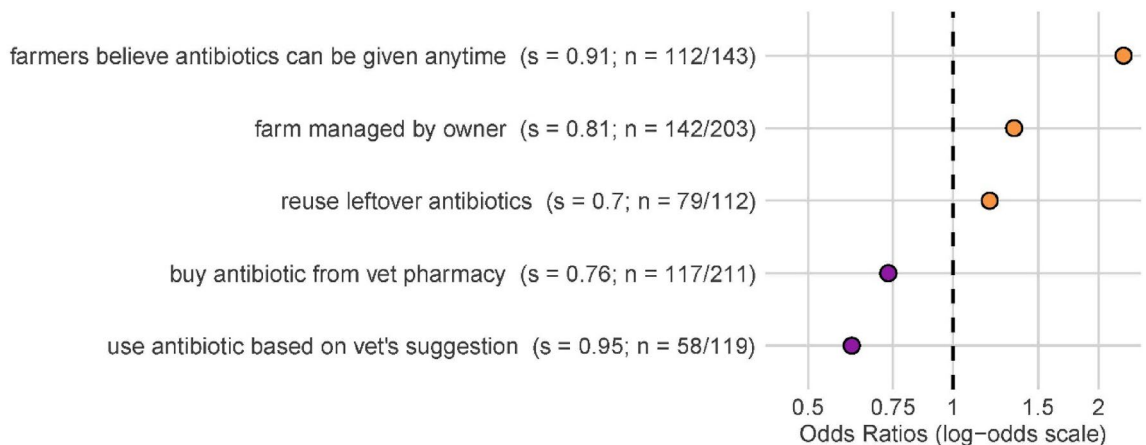 farmers believe antibiotics can be given anytime (s = 0.91; n = 112/143)
farm managed by owner (s = 0.81; n = 142/203)
reuse leftover antibiotics (s = 0.7; n = 79/112)
buy antibiotic from vet pharmacy (s = 0.76; n = 117/211)
use antibiotic based on vet's suggestion (s = 0.95; n = 58/119)
0.5 0.75 1 1.5 2
Odds Ratios (log−odds scale)